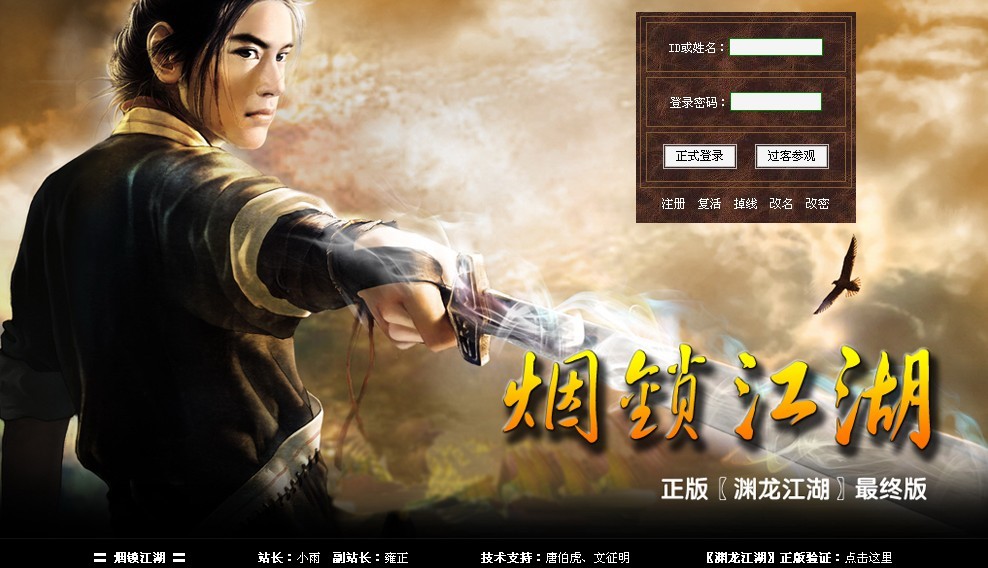 ID或姓名：
登录密码：
正式登录 过客参观
注册 复活 掉线 改名 改密
烟鎖江湖
正版〖渊龙江湖〗最终版
〓 烟锁江湖 〓 站长：小雨 副站长：雍正 技术支持：唐伯虎、文征明 〖渊龙江湖〗正版验证：点击这里